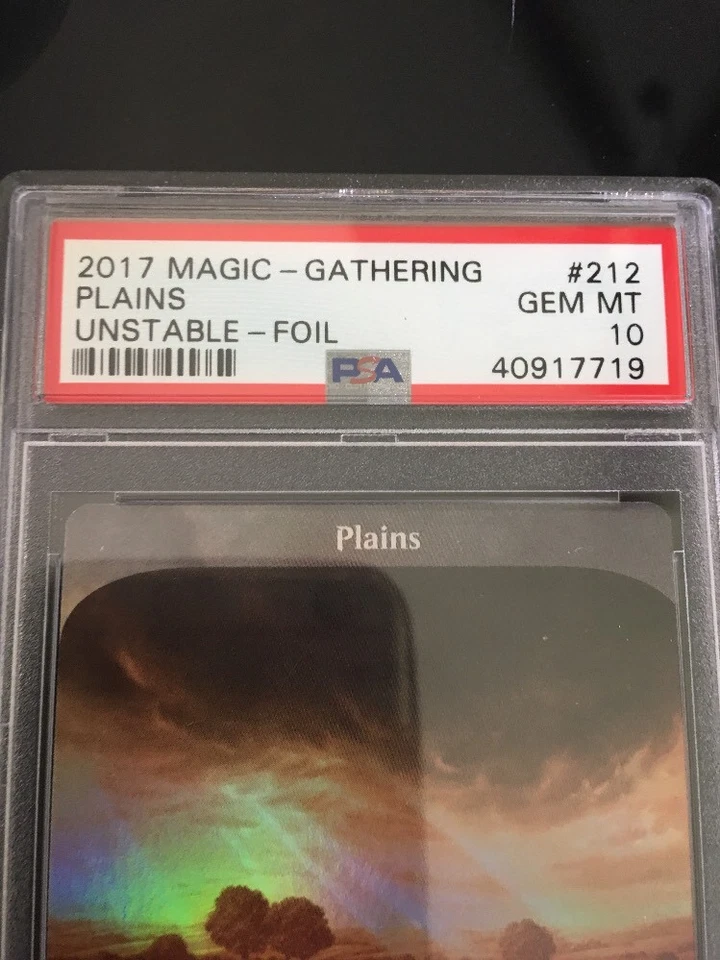 2017 MAGIC – GATHERING #212
PLAINS GEM MT
UNSTABLE – FOIL 10
PSA 40917719
Plains